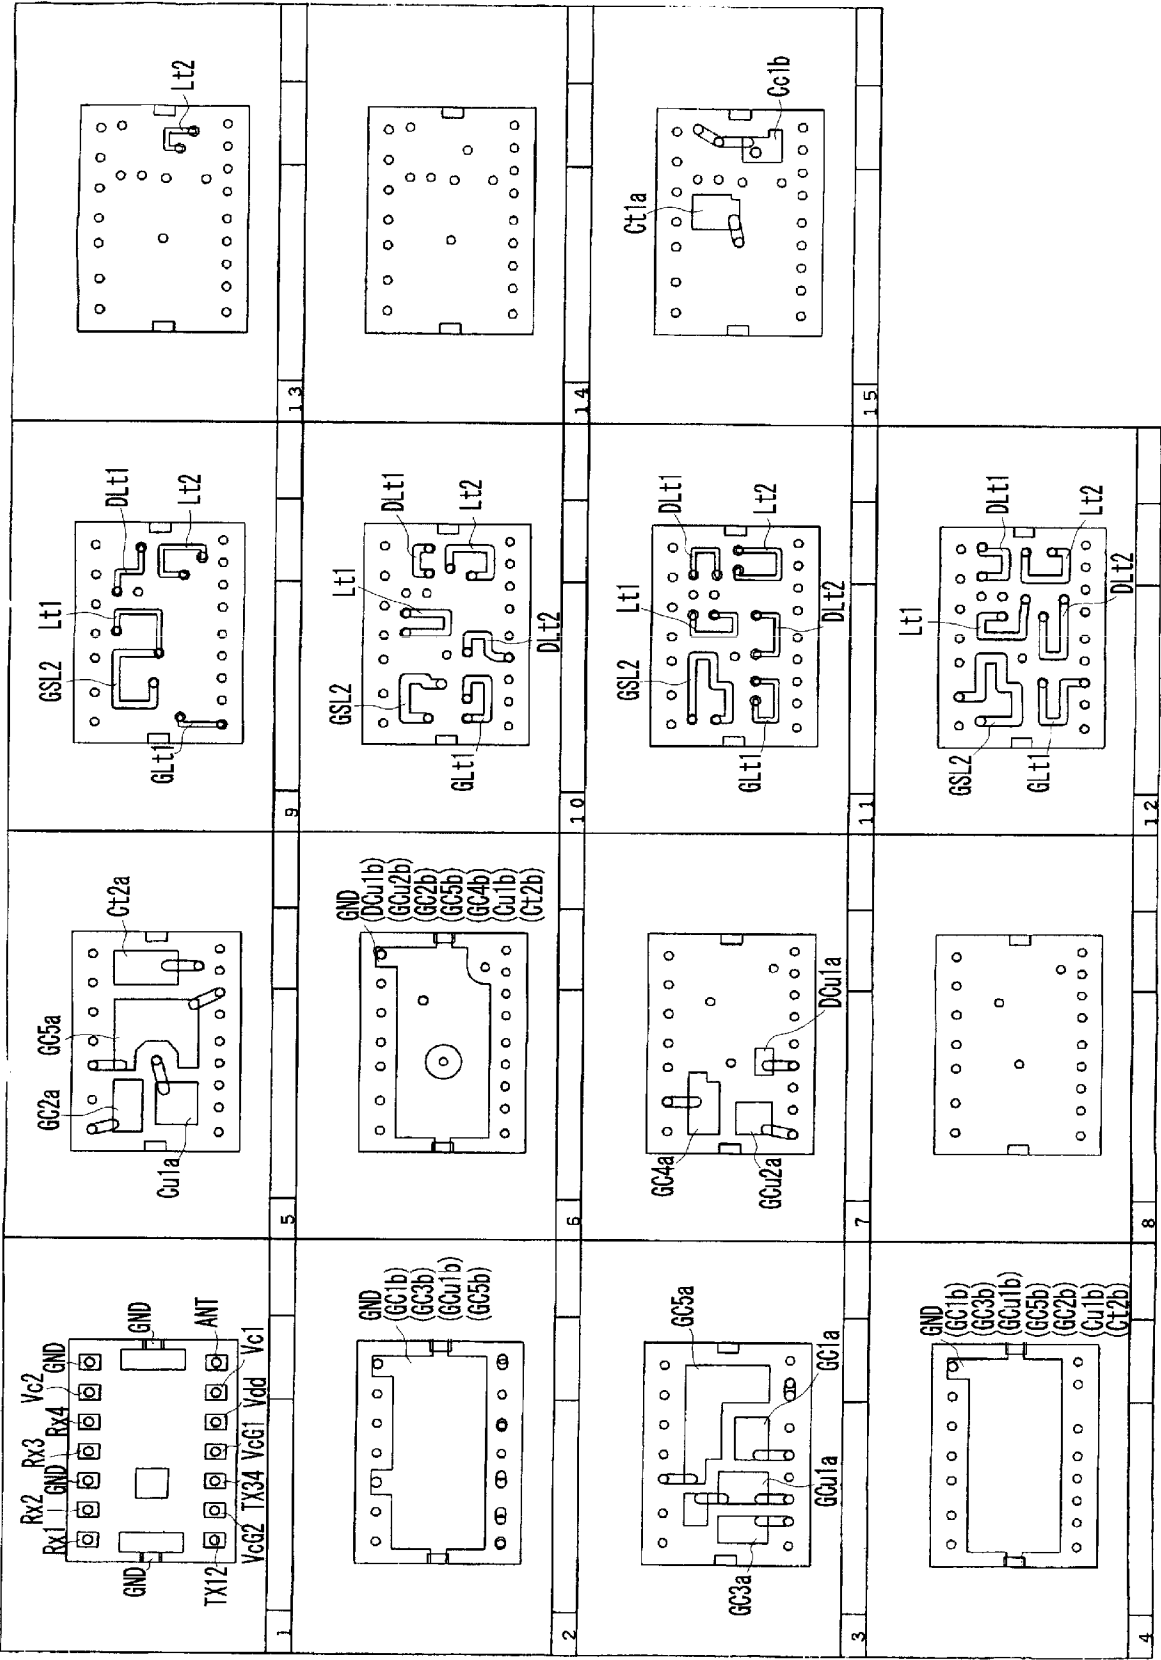 Rx1
Rx2
GND
Rx3
Rx4
Vc2
GND
GND
GND
TX12
VcG2
TX34
VcG1
Vdd
Vc1
ANT
1
GND
(GC1b)
(GC3b)
(GCu1b)
(GC5b)
2
GC5a
GC1a
GCu1a
GC3a
3
GND
(GC1b)
(GC3b)
(GCu1b)
(GC5b)
(GC2b)
(Cu1b)
(Ct2b)
4
GC2a
GC5a
Ct2a
Cu1a
5
GND
(DCu1b)
(GCu2b)
(GC2b)
(GC5b)
(GC4b)
(Cu1b)
(Ct2b)
6
GC4a
GCu2a
DCu1a
7
8
GSL2
Lt1
DLt1
Lt2
GLt1
9
GSL2
Lt1
DLt1
Lt2
GLt1
DLt2
10
GSL2
Lt1
DLt1
Lt2
GLt1
DLt2
11
GSL2
Lt1
DLt1
Lt2
GLt1
DLt2
12
Lt2
13
14
Ct1a
Cc1b
15